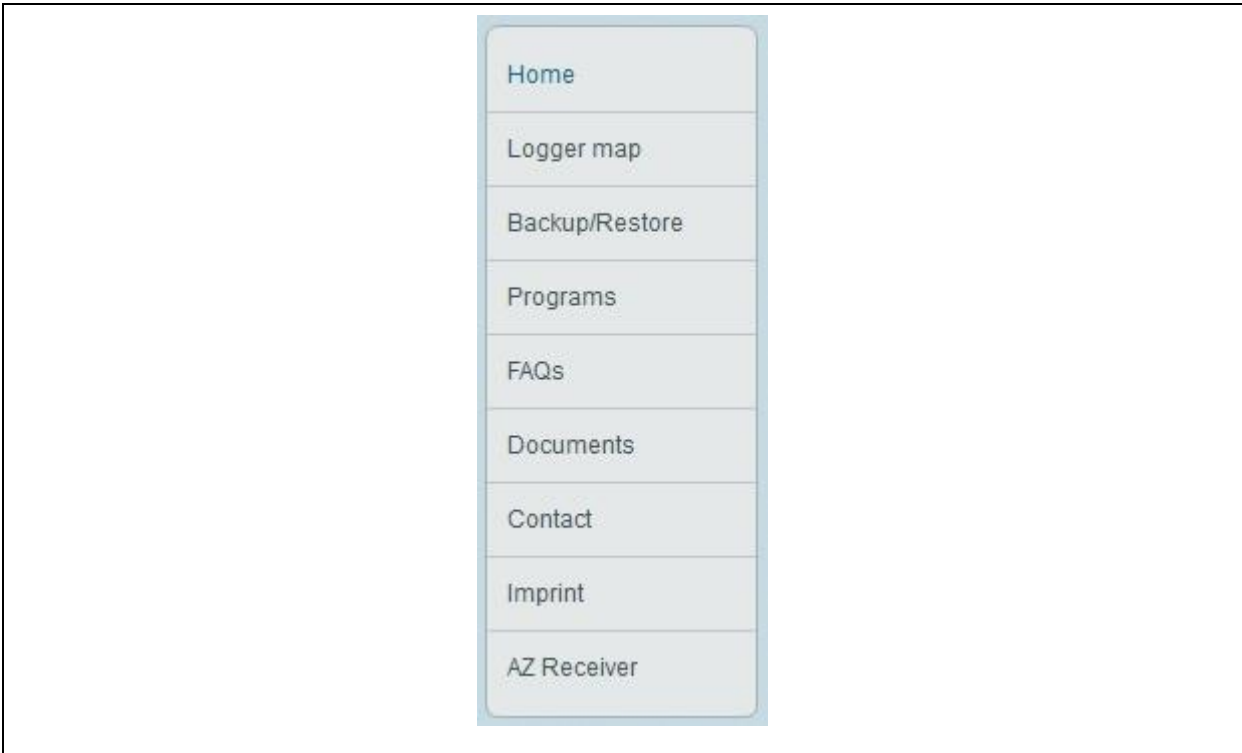 Home
Logger map
Backup/Restore
Programs
FAQs
Documents
Contact
Imprint
AZ Receiver